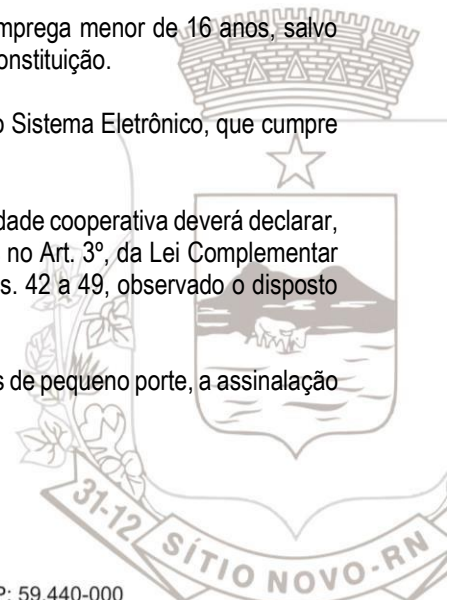 mprega menor de 16 anos, salvo
onstituição.
o Sistema Eletrônico, que cumpre
dade cooperativa deverá declarar,
no Art. 3º, da Lei Complementar
s. 42 a 49, observado o disposto
s de pequeno porte, a assinalação
31-12
SÍTIO NOVO-RN
P: 59.440-000